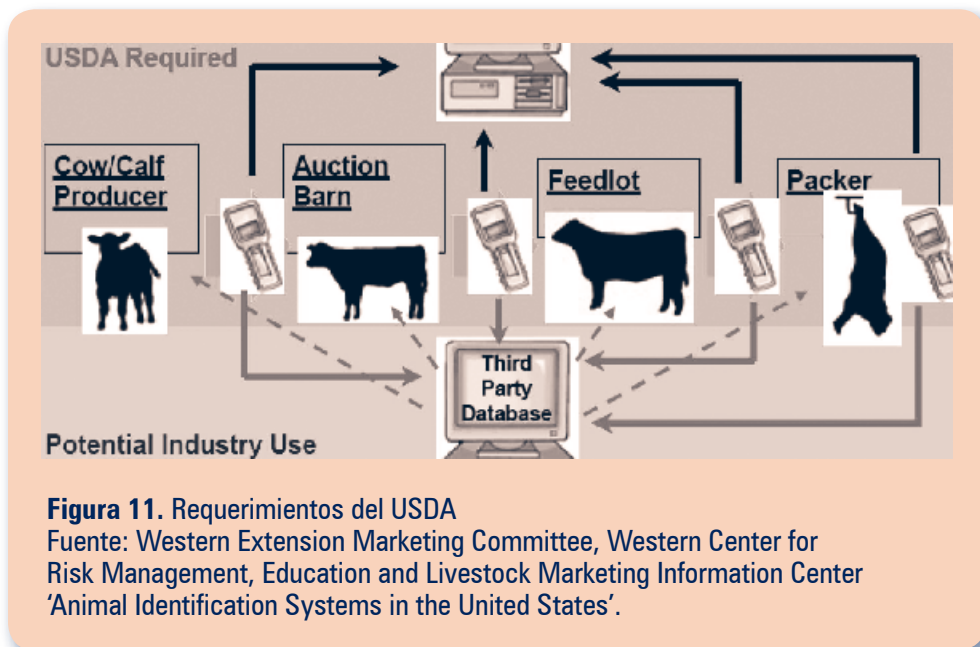 USDA Required
Cow/Calf
Producer
Auction
Barn
Feedlot
Packer
Third
Party
Database
Potential Industry Use
Figura 11. Requerimientos del USDA
Fuente: Western Extension Marketing Committee, Western Center for
Risk Management, Education and Livestock Marketing Information Center
‘Animal Identification Systems in the United States’.